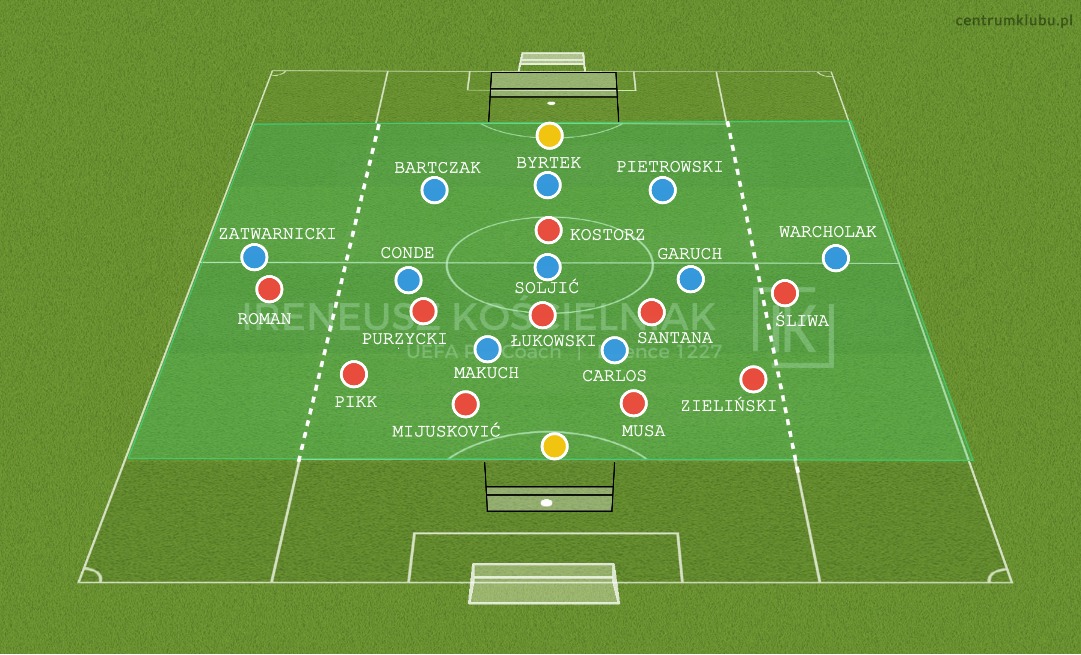 centrumklubu.pl
BARTCZAK
BYRTEK
PIETROWSKI
ZATWARNICKI
KOSTORZ
WARCHOLAK
CONDE
GARUCH
SOLJIĆ
ROMAN
IRENEUSZ KOŚCIELNIAK
ŚLIWA
PURZYCKI
ŁUKOWSKI
SANTANA
UEFA Coach | Licence 1227
MAKUCH
CARLOS
PIKK
ZIELIŃSKI
MIJUSKOVIĆ
MUSA